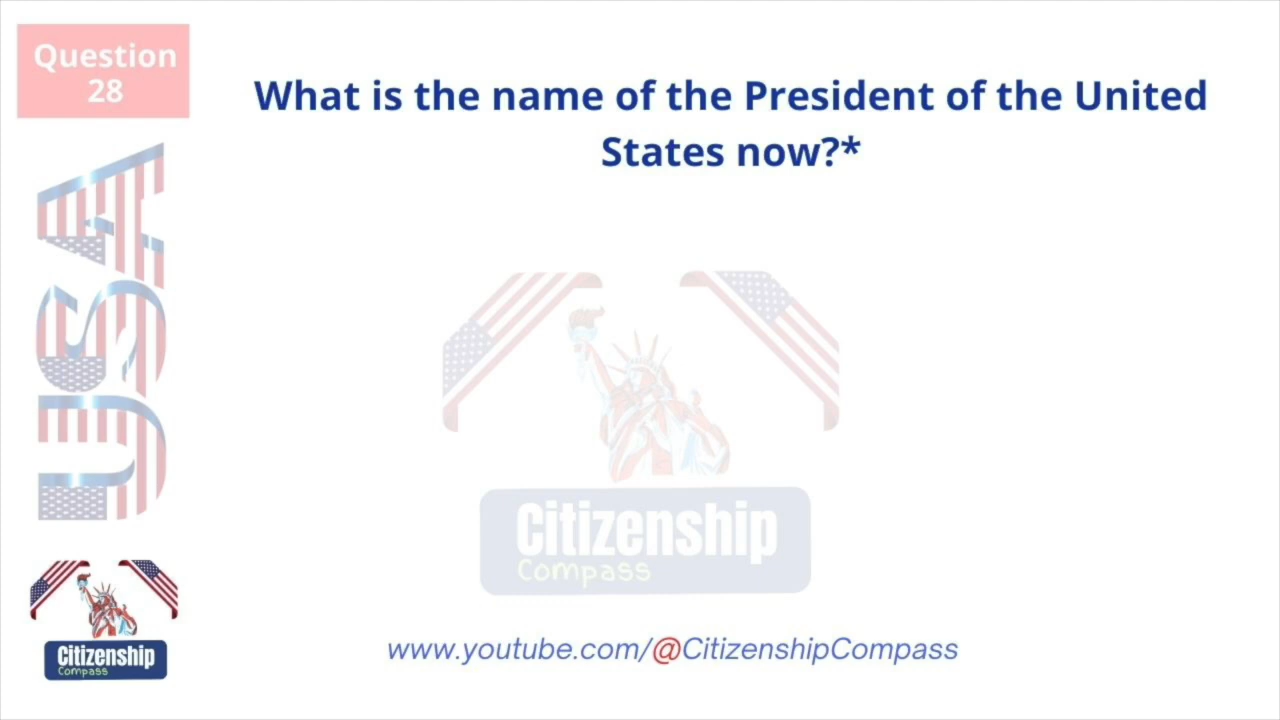 Question
28
What is the name of the President of the United
States now?*
USA
Citizenship
Compass
Citizenship
Compass
www.youtube.com/@CitizenshipCompass